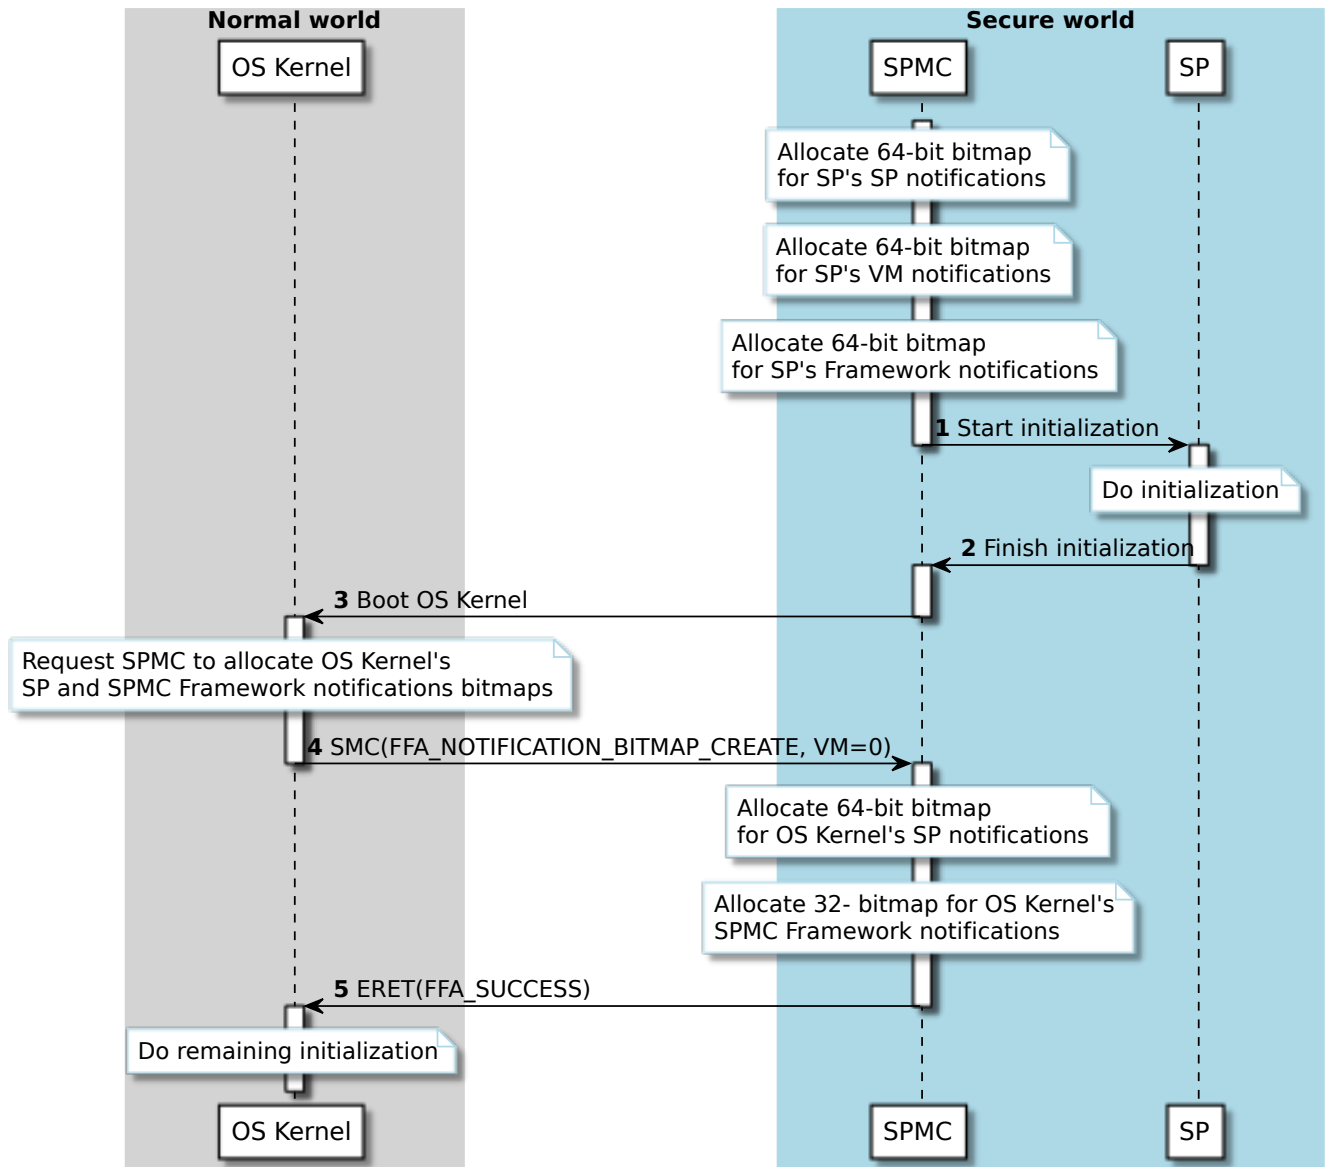 Normal world
Secure world
OS Kernel
SPMC
SP
Allocate 64-bit bitmap
for SP's SP notifications
Allocate 64-bit bitmap
for SP's VM notifications
Allocate 64-bit bitmap
for SP's Framework notifications
1 Start initialization
Do initialization
2 Finish initialization
3 Boot OS Kernel
Request SPMC to allocate OS Kernel's
SP and SPMC Framework notifications bitmaps
4 SMC(FFA_NOTIFICATION_BITMAP_CREATE, VM=0)
Allocate 64-bit bitmap
for OS Kernel's SP notifications
Allocate 32- bitmap for OS Kernel's
SPMC Framework notifications
5 ERET(FFA_SUCCESS)
Do remaining initialization
OS Kernel
SPMC
SP